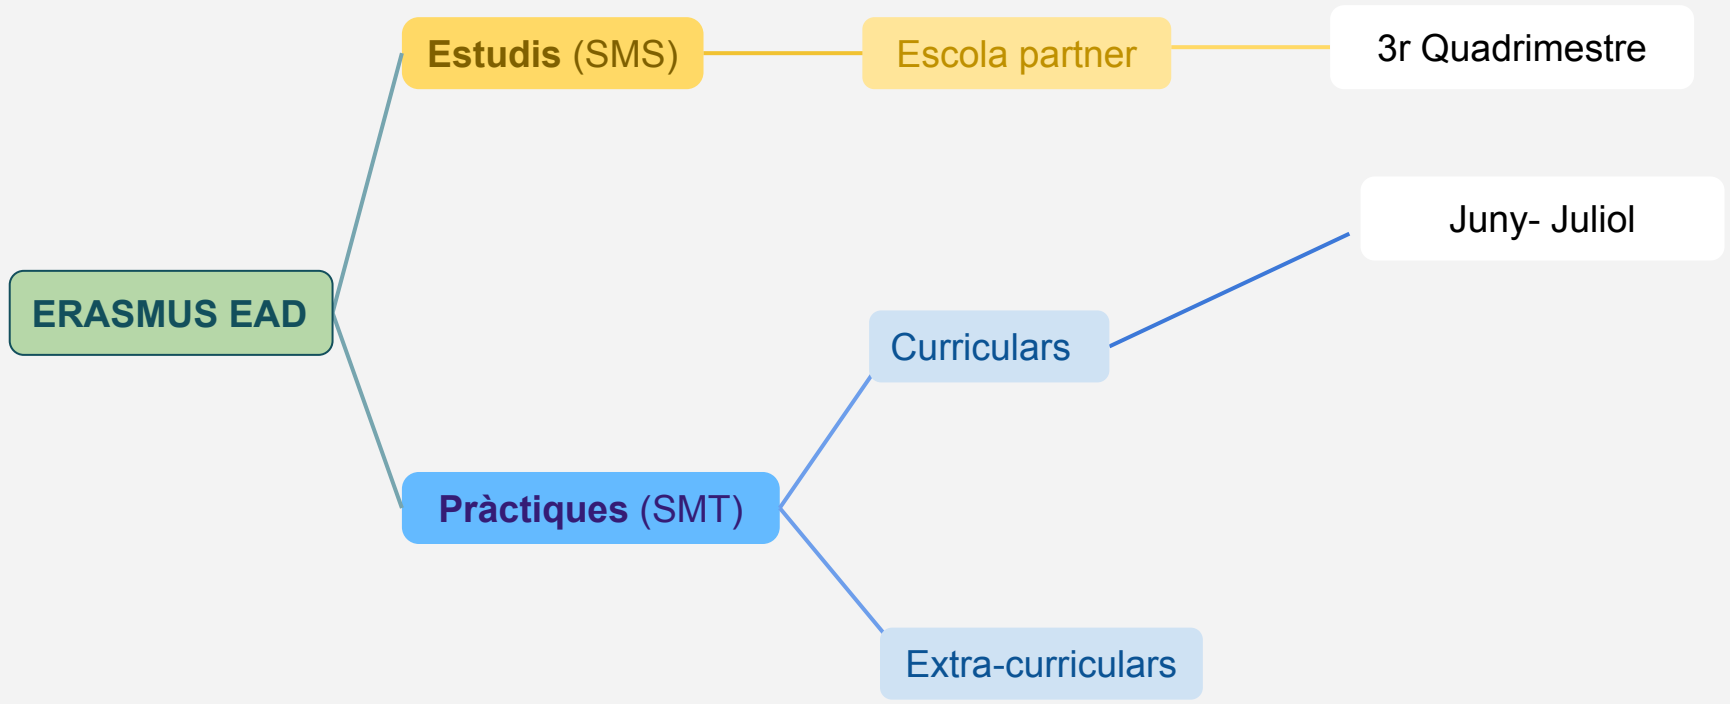 Estudis (SMS)
Escola partner
3r Quadrimestre
Juny- Juliol
ERASMUS EAD
Curriculars
Pràctiques (SMT)
Extra-curriculars